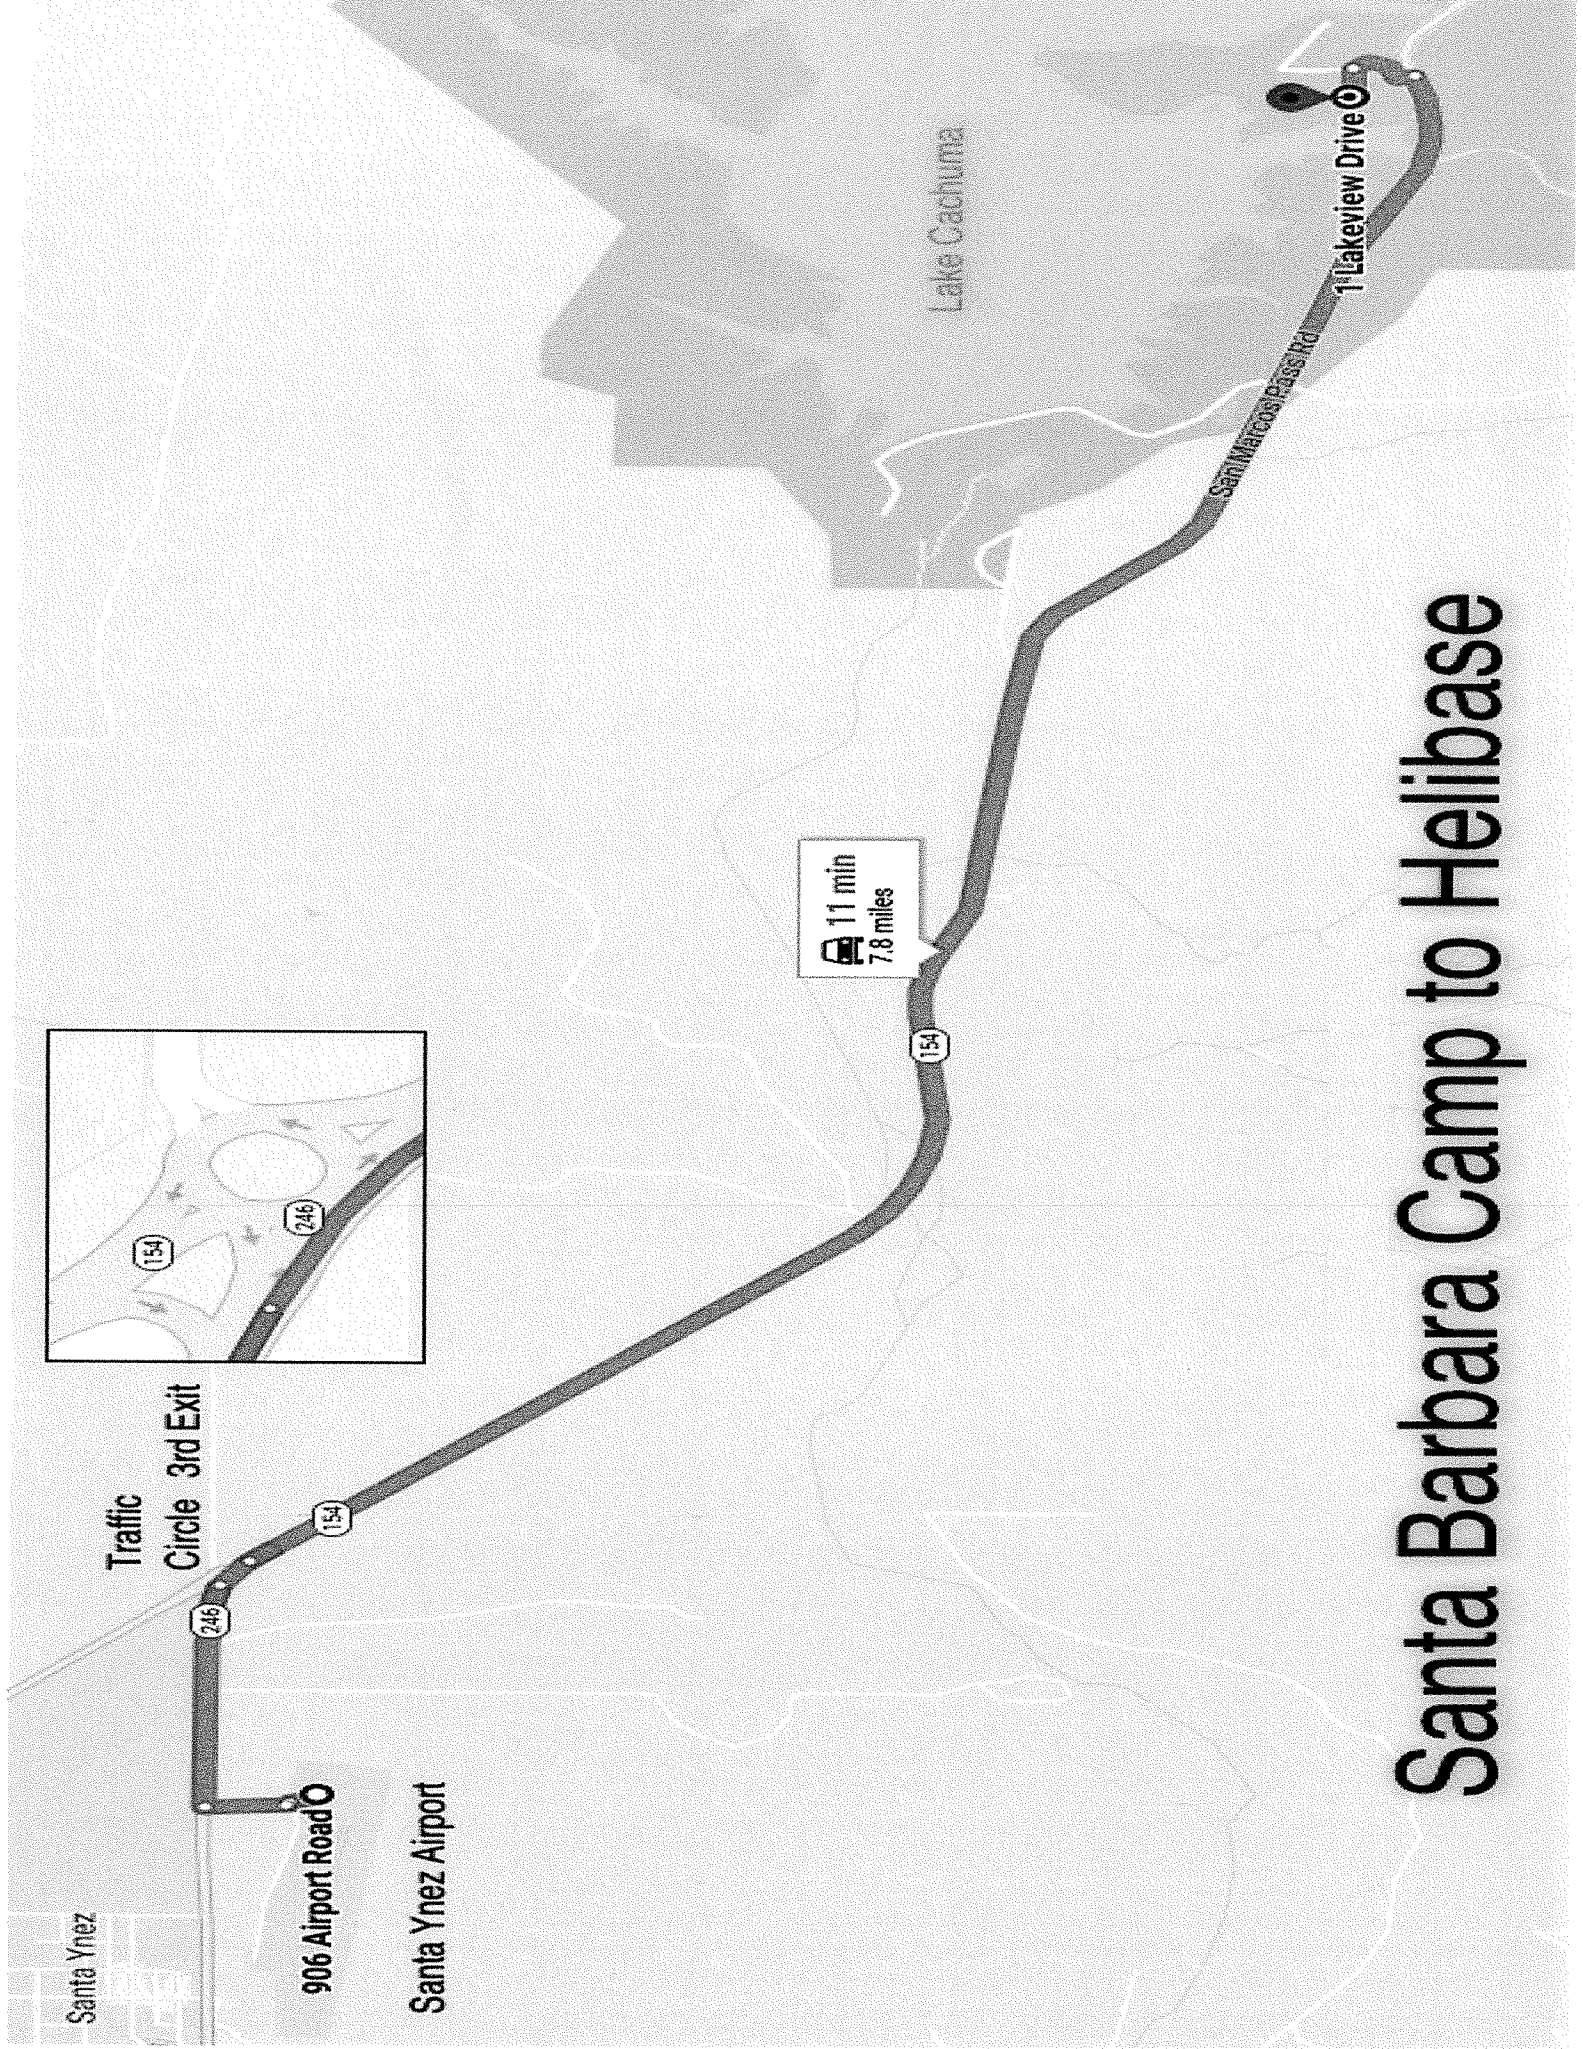 Santa Ynez
906 Airport Road
Santa Ynez Airport
246
154
Traffic
Circle 3rd Exit
154
246
154
11 min
7.8 miles
Lake Cachuma
San Marcos Pass Rd
1 Lakeview Drive
Santa Barbara Camp to Helibase